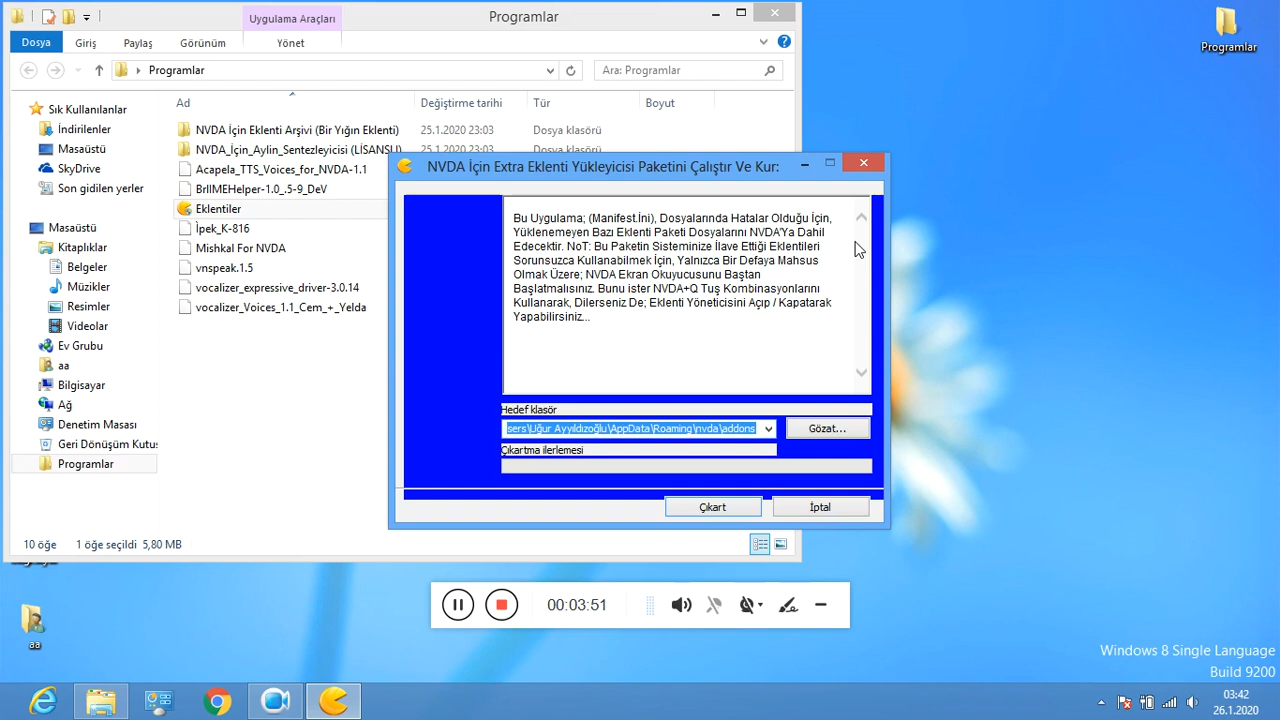 Uygulama Araçları
Programlar
Dosya
Giriş
Paylaş
Görünüm
Yönet
Programlar
Ara: Programlar
Ad
Değiştirme tarihi
Tür
Boyut
Sık Kullanılanlar
İndirilenler
Masaüstü
SkyDrive
Son gidilen yerler
Masaüstü
Kitaplıklar
Belgeler
Müzikler
Resimler
Videolar
Ev Grubu
aa
Bilgisayar
Ağ
Denetim Masası
Geri Dönüşüm Kutus
Programlar
NVDA İçin Eklenti Arşivi (Bir Yığın Eklenti)
25.1.2020 23:03
Dosya klasörü
NVDA_İçin_Aylin_Sentezleyicisi (LİSANSLI)
25.1.2020 23:03
Dosya klasörü
Acapela_TTS_Voices_for_NVDA-1.1
BrlIMEHelper-1.0_.5-9_DeV
Eklentiler
İpek_K-816
Mishkal For NVDA
vnspeak.1.5
vocalizer_expressive_driver-3.0.14
vocalizer_Voices_1.1_Cem_+_Yelda
10 öğe
1 öğe seçildi 5,80 MB
NVDA İçin Extra Eklenti Yükleyicisi Paketini Çalıştır Ve Kur:
Bu Uygulama; (Manifest.İni), Dosyalarında Hatalar Olduğu İçin,
Yüklenemeyen Bazı Eklenti Paketi Dosyalarını NVDA'Ya Dahil
Edecektir. NoT: Bu Paketin Sisteminize İlave Ettiği Eklentileri
Sorunsuzca Kullanabilmek İçin, Yalnızca Bir Defaya Mahsus
Olmak Üzere; NVDA Ekran Okuyucusunu Baştan
Başlatmalısınız. Bunu ister NVDA+Q Tuş Kombinasyonlarını
Kullanarak, Dilerseniz De; Eklenti Yöneticisini Açıp / Kapatarak
Yapabilirsiniz...
Hedef klasör
sers\Uğur Ayyıldızoğlu\AppData\Roaming\nvda\addons
Gözat...
Çıkartma ilerlemesi
Çıkart
İptal
00:03:51
Programlar
aa
Windows 8 Single Language
Build 9200
03:42
26.1.2020